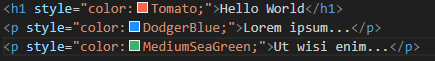 <h1 style="color:Tomato;">Hello World</h1>
<p style="color:DodgerBlue;">Lorem ipsum...</p>
<p style="color:MediumSeaGreen;">Ut wisi enim...</p>